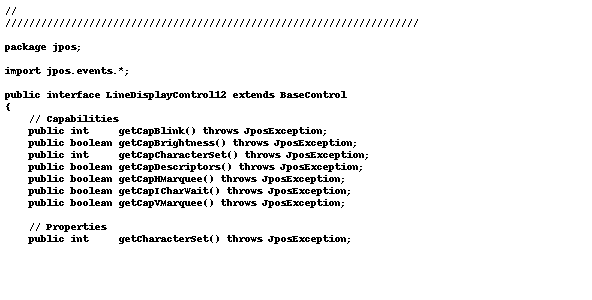 //
/////////////////////////////////////////////////////////////////////
package jpos;
import jpos.events.*;
public interface LineDisplayControl12 extends BaseControl
{
// Capabilities
public int getCapBlink() throws JposException;
public boolean getCapBrightness() throws JposException;
public int getCapCharacterSet() throws JposException;
public boolean getCapDescriptors() throws JposException;
public boolean getCapHMarquee() throws JposException;
public boolean getCapICharWait() throws JposException;
public boolean getCapVMarquee() throws JposException;
// Properties
public int getCharacterSet() throws JposException;